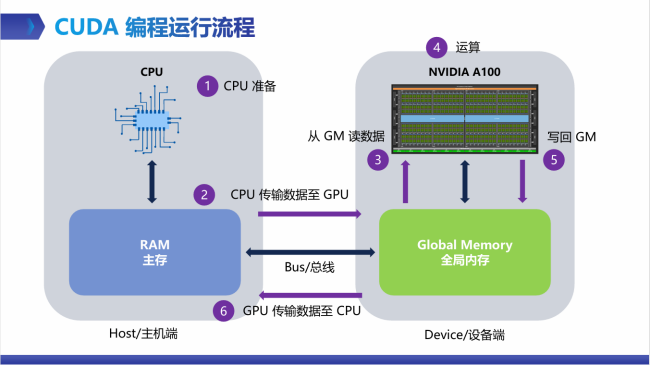 CUDA 编程运行流程
4 运算
CPU
NVIDIA A100
1 CPU 准备
从 GM 读数据
3
写回 GM
5
2 CPU 传输数据至 GPU
RAM
主存
Global Memory
全局内存
Bus/总线
6 GPU 传输数据至 CPU
Host/主机端
Device/设备端